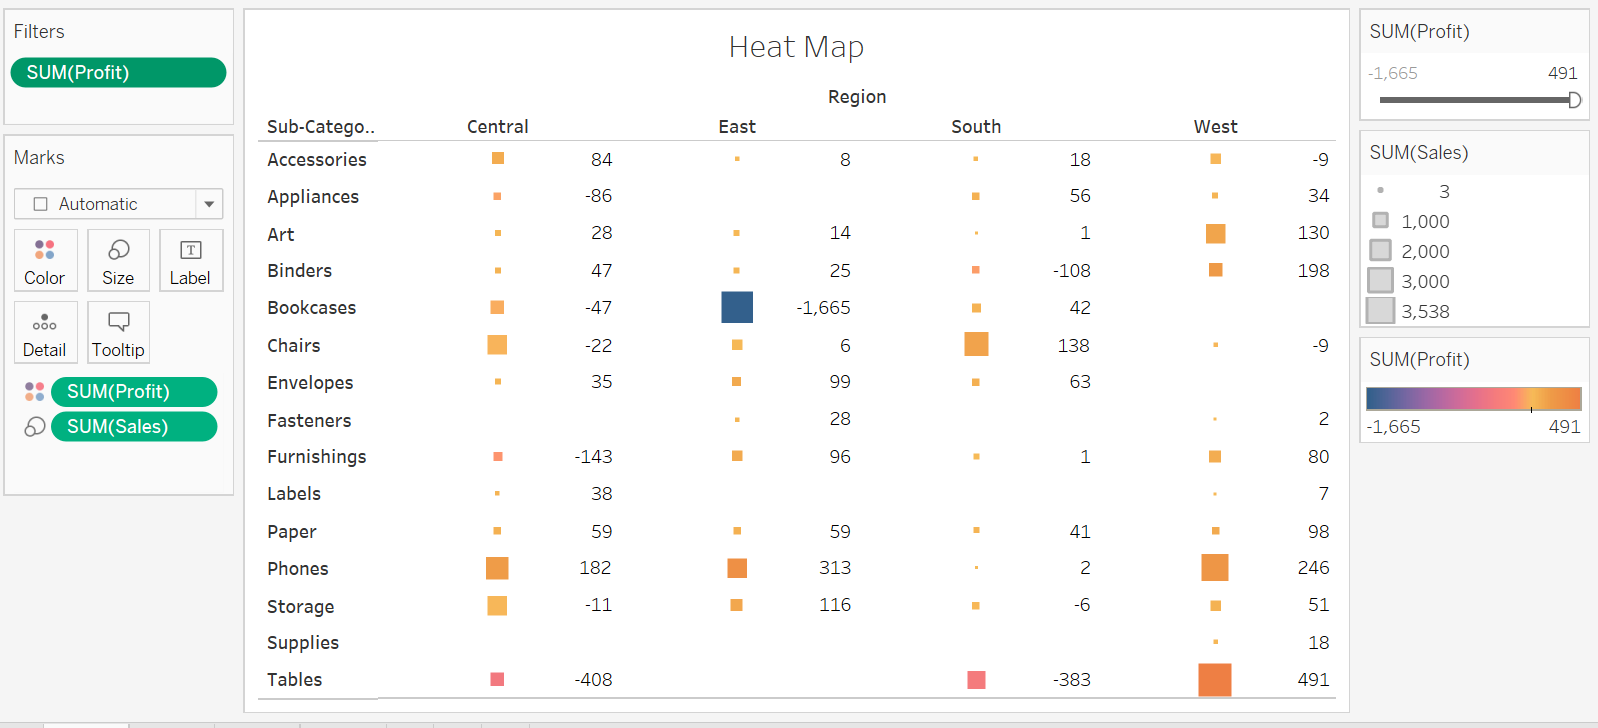 Filters
SUM(Profit)
Marks
Automatic
Color Size Label
Detail Tooltip
SUM(Profit)
SUM(Sales)
Heat Map
Region
Sub-Catego.. Central East South West
Accessories 84 8 18 -9
Appliances -86 56 34
Art 28 14 1 130
Binders 47 25 -108 198
Bookcases -47 -1,665 42
Chairs -22 6 138 -9
Envelopes 35 99 63
Fasteners 28 2
Furnishings -143 96 1 80
Labels 38 7
Paper 59 59 41 98
Phones 182 313 2 246
Storage -11 116 -6 51
Supplies 18
Tables -408 -383 491
SUM(Profit)
-1,665 491
SUM(Sales)
3
1,000
2,000
3,000
3,538
SUM(Profit)
-1,665 491